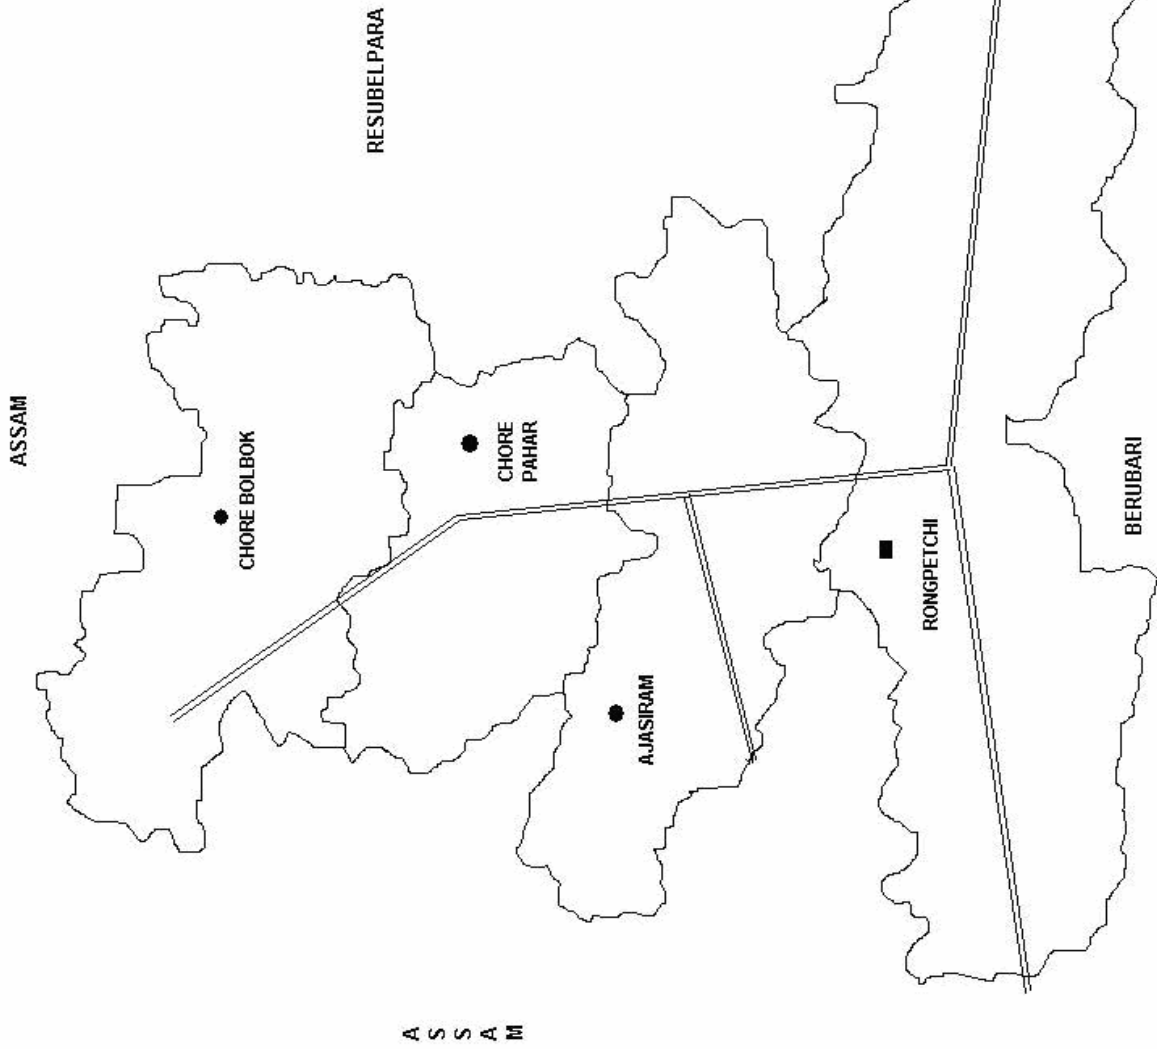 ASSAM
CHORE BOLBOK
RESUBELPARA
A
S
S
A
M
CHORE
PAHAR
AJASIRAM
RONGPETCHI
BERUBARI